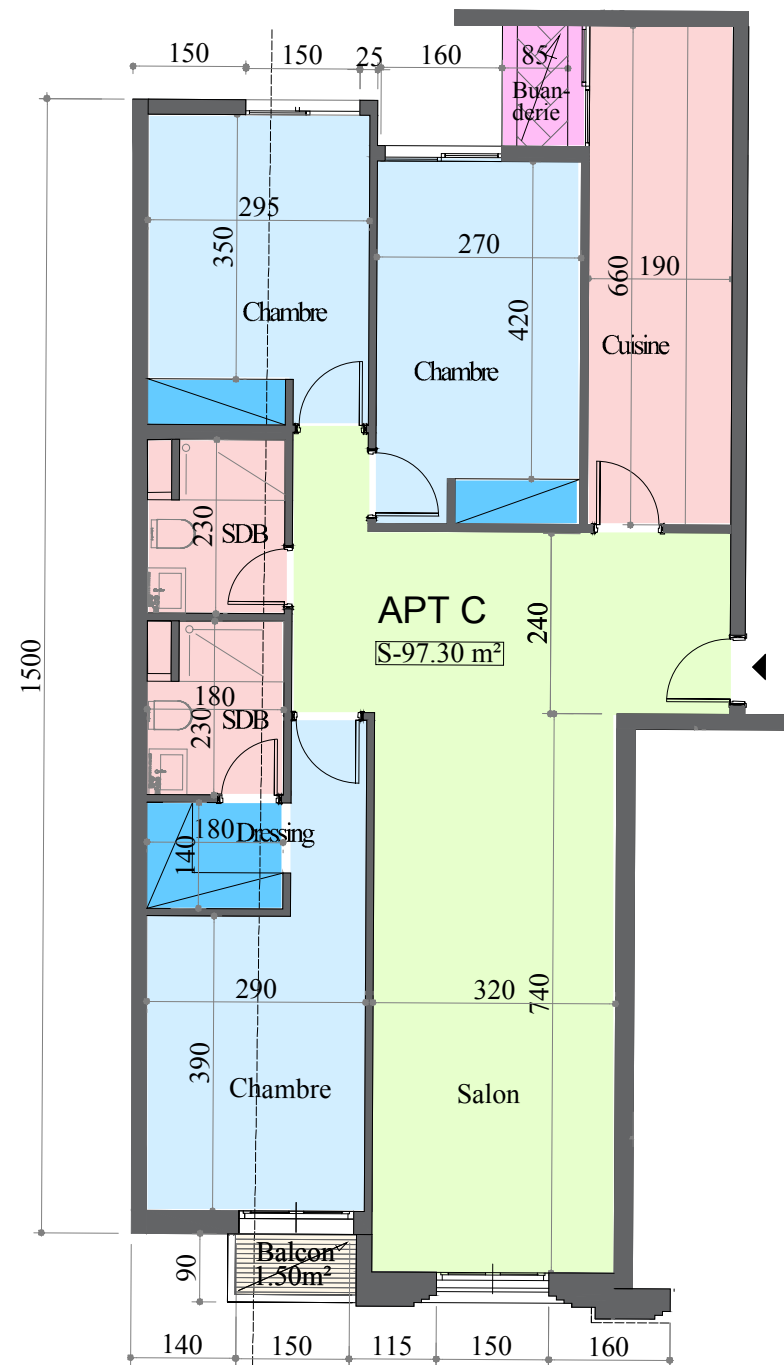 150
150
25
160
85
Buan-
derie
295
350
270
660
190
420
Chambre
Cuisine
Chambre
230
SDB
APT C
S-97.30 m²
240
1500
180
230
SDB
180
Dressing
140
290
320
740
390
Chambre
Salon
90
Balcon
1.50m²
140
150
115
150
160